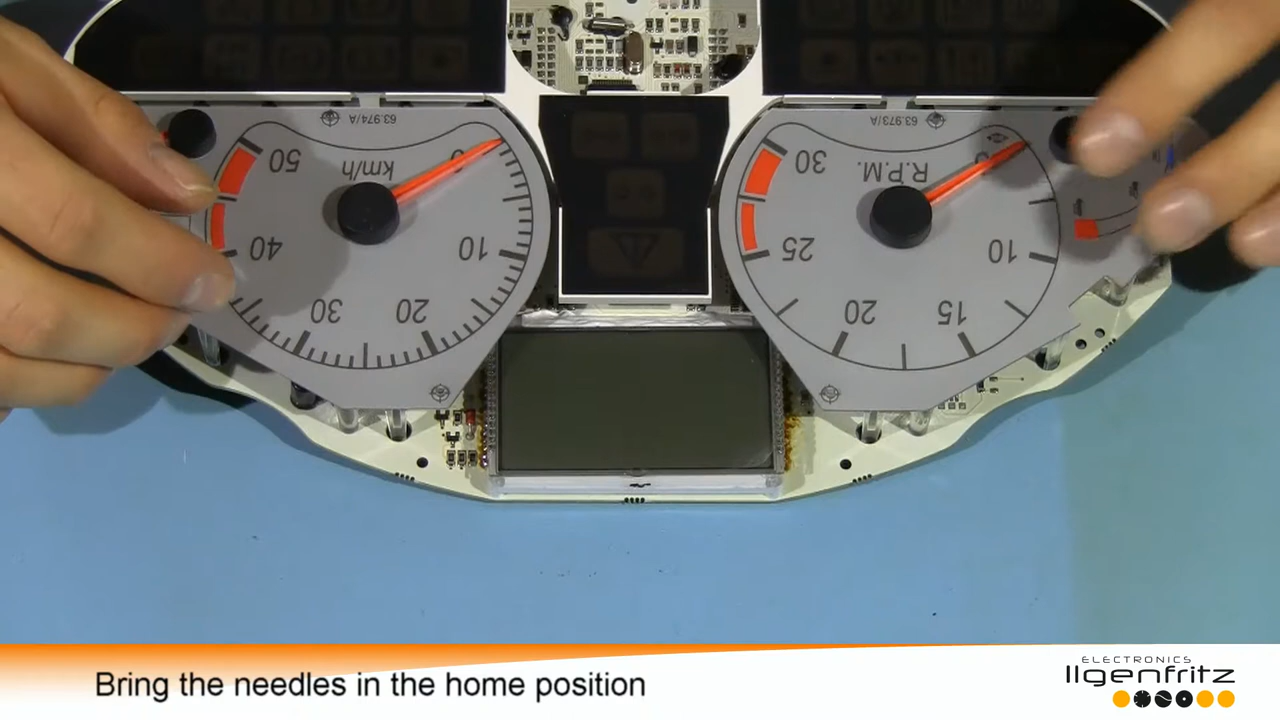 63.974/A
63.973/A
km/h
R.P.M.
50
40
30
20
10
30
25
20
15
10
Bring the needles in the home position
ELECTRONICS
Ilgenfritz